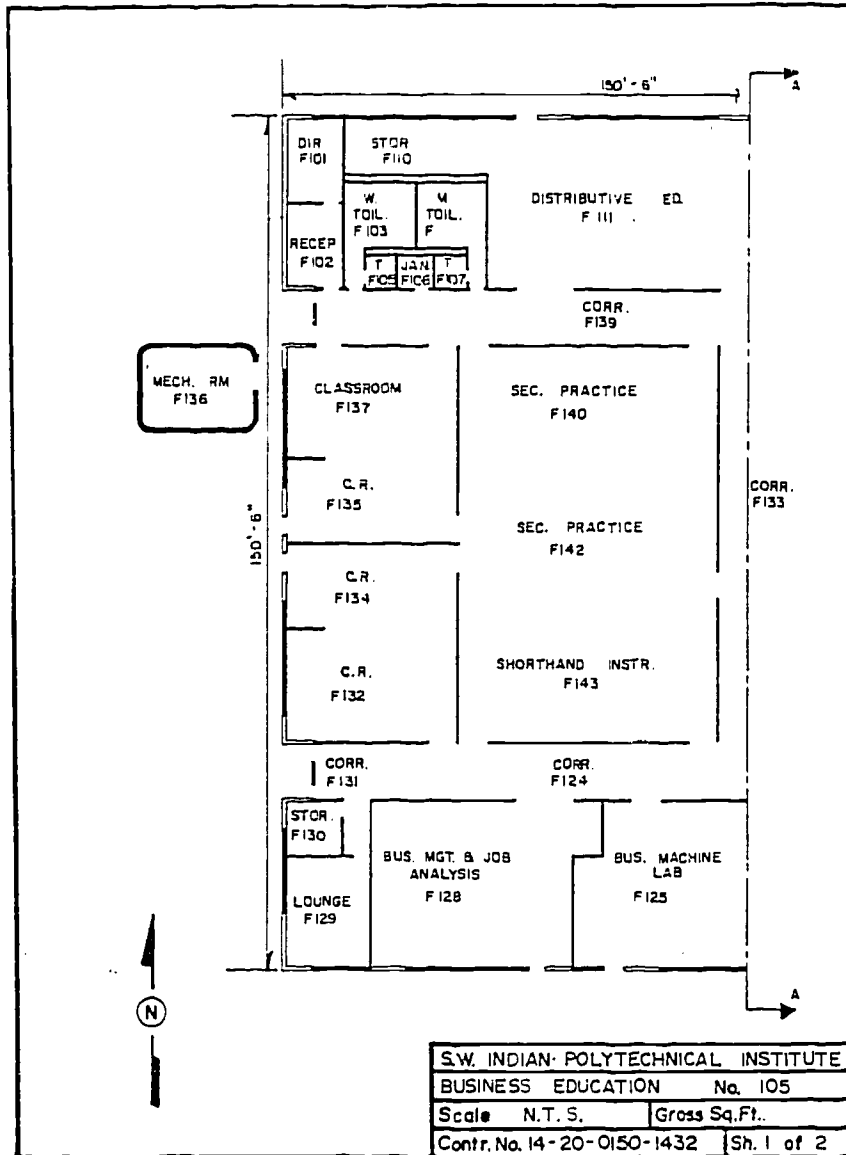 150'-6"
A
DIR
F101
STOR
F110
W.
TOIL.
F103
M
TOIL.
F
DISTRIBUTIVE ED.
F 111
RECEP
F102
T
F105
JAN.
F106
T
F107
CORR.
F139
MECH. RM
F136
CLASSROOM
F137
SEC. PRACTICE
F140
C.R.
F135
CORR.
F133
150'-6"
SEC. PRACTICE
F142
C.R.
F134
C.R.
F132
SHORTHAND INSTR.
F143
CORR.
F131
CORR.
F124
STOR.
F130
BUS. MGT. & JOB
ANALYSIS
F128
BUS. MACHINE
LAB
F125
LOUNGE
F129
N
A
S.W. INDIAN POLYTECHNICAL INSTITUTE
BUSINESS EDUCATION No. 105
Scale N.T.S. Gross Sq.Ft..
Contr. No. 14-20-0150-1432 Sh. 1 of 2